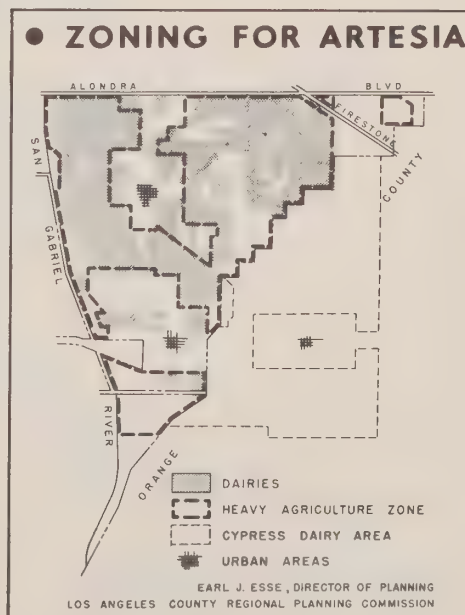 • ZONING FOR ARTESIA
ALONDRA BLVD
FIRESTONE
SAN GABRIEL RIVER
ORANGE COUNTY
DAIRIES
HEAVY AGRICULTURE ZONE
CYPRESS DAIRY AREA
URBAN AREAS
EARL J. ESSE, DIRECTOR OF PLANNING
LOS ANGELES COUNTY REGIONAL PLANNING COMMISSION